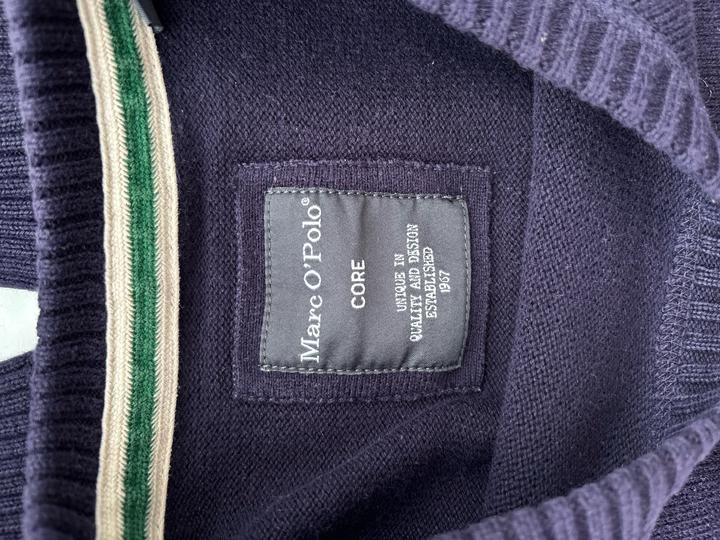 Marc O'Polo®
CORE
UNIQUE IN
QUALITY AND DESIGN
ESTABLISHED
1967